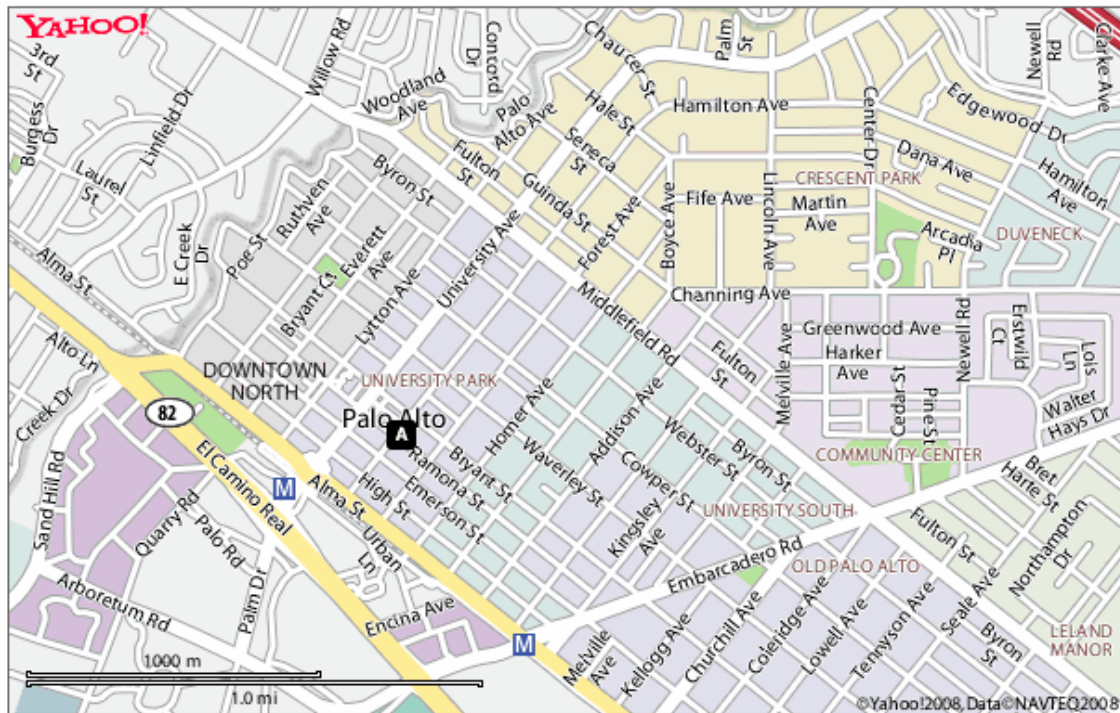 YAHOO!
3rd St
Burgess Dr
Laurel St
Linfield Dr
Willow Rd
Woodland Ave
Concord Dr
Palo Alto Ave
Chaucer St
Palm St
Newell Rd
Clarke Ave
Hale St
Hamilton Ave
Center Dr
Edgewood Dr
Seneca St
Fulton St
Byron St
Guinda St
Forest Ave
Boyce Ave
Fife Ave
Lincoln Ave
CRESCENT PARK
Martin Ave
Dana Ave
Hamilton Ave
Arcadia Pl
DUVENECK
Ruthven Ave
Poe St
Everett Ave
E Creek Dr
Bryant Ct
Lytton Ave
University Ave
Alma St
Alto Ln
Creek Dr
Channing Ave
Middlefield Rd
Fulton St
Melville Ave
Greenwood Ave
Harker Ave
Newell Rd
Erstwild Ct
Lois Ln
Walter Hays Dr
Cedar St
Pine St
DOWNTOWN NORTH
UNIVERSITY PARK
82
Palo Alto
A
Homer Ave
Addison Ave
Webster St
Byron St
COMMUNITY CENTER
Sand Hill Rd
El Camino Real
M
Alma St
High St
Emerson St
Ramona St
Bryant St
Waverley St
Cowper St
Kingsley Ave
UNIVERSITY SOUTH
Embarcadero Rd
OLD PALO ALTO
Bret Harte St
Northampton Dr
Fulton St
Quarry Rd
Palo Rd
Palm Dr
Urban Ln
Arboretum Rd
Encina Ave
M
Melville Ave
Kellogg Ave
Churchill Ave
Coleridge Ave
Lowell Ave
Tennyson Ave
Seale Ave
Byron St
LELAND MANOR
1000 m
1.0 mi
©Yahoo!2008, Data©NAVTEQ2008